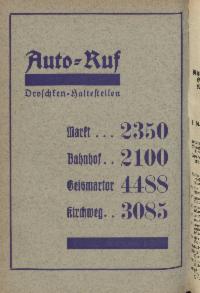 Auto-Ruf
Droschken-Haltestellen
Markt ... 2350
Bahnhof .. 2100
Geismartor 4488
Kirchweg .. 3085